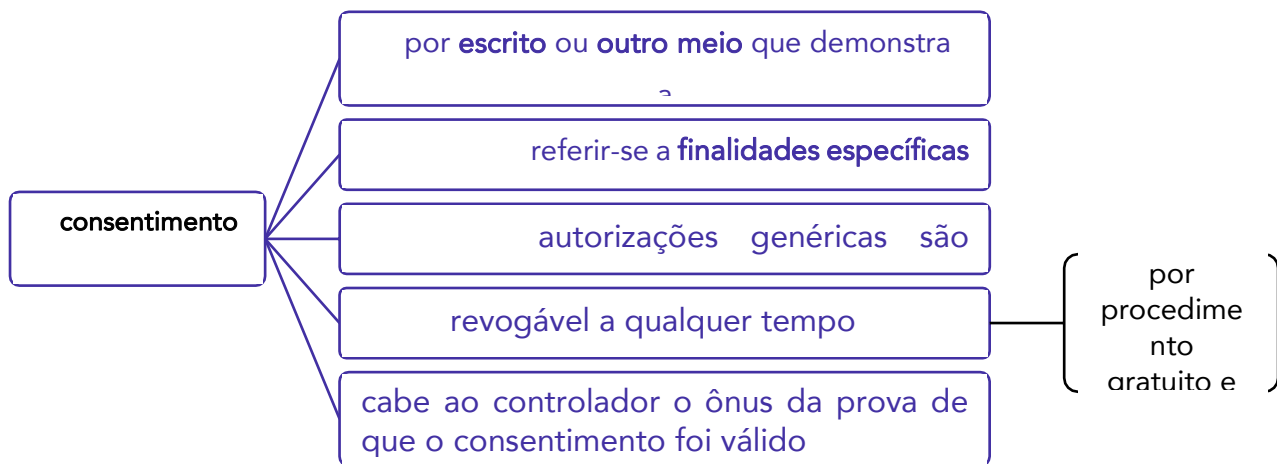 por escrito ou outro meio que demonstra
a
referir-se a finalidades específicas
consentimento
autorizações genéricas são
revogável a qualquer tempo
por
procedime
nto
gratuito e
cabe ao controlador o ônus da prova de
que o consentimento foi válido